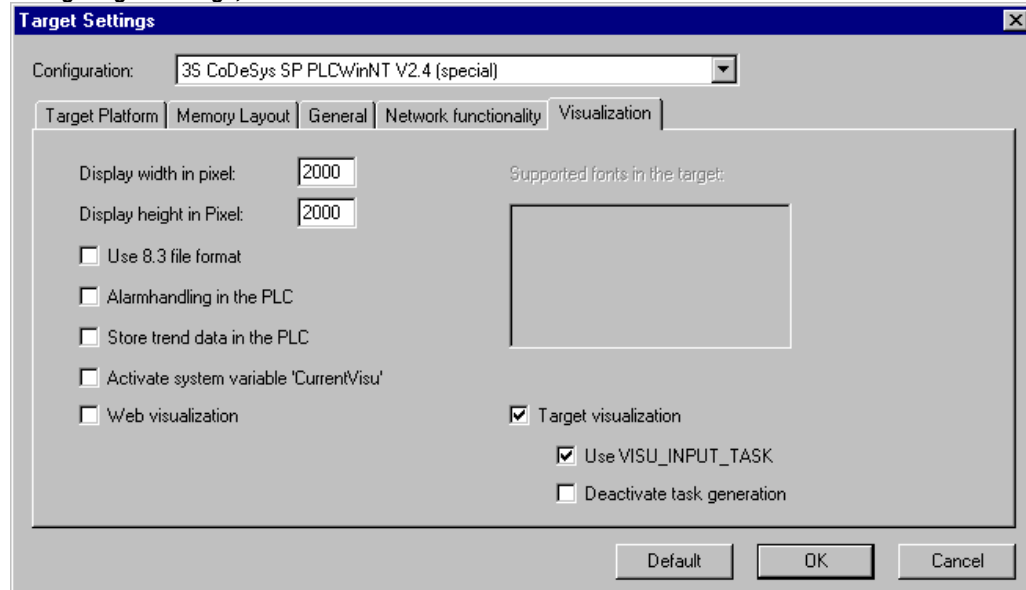 Target Settings
Configuration: 3S CoDeSys SP PLCWinNT V2.4 (special)
Target Platform Memory Layout General Network functionality Visualization
Display width in pixel: 2000 Supported fonts in the target:
Display height in Pixel: 2000
Use 8.3 file format
Alarmhandling in the PLC
Store trend data in the PLC
Activate system variable 'CurrentVisu'
Web visualization Target visualization
Use VISU_INPUT_TASK
Deactivate task generation
Default OK Cancel